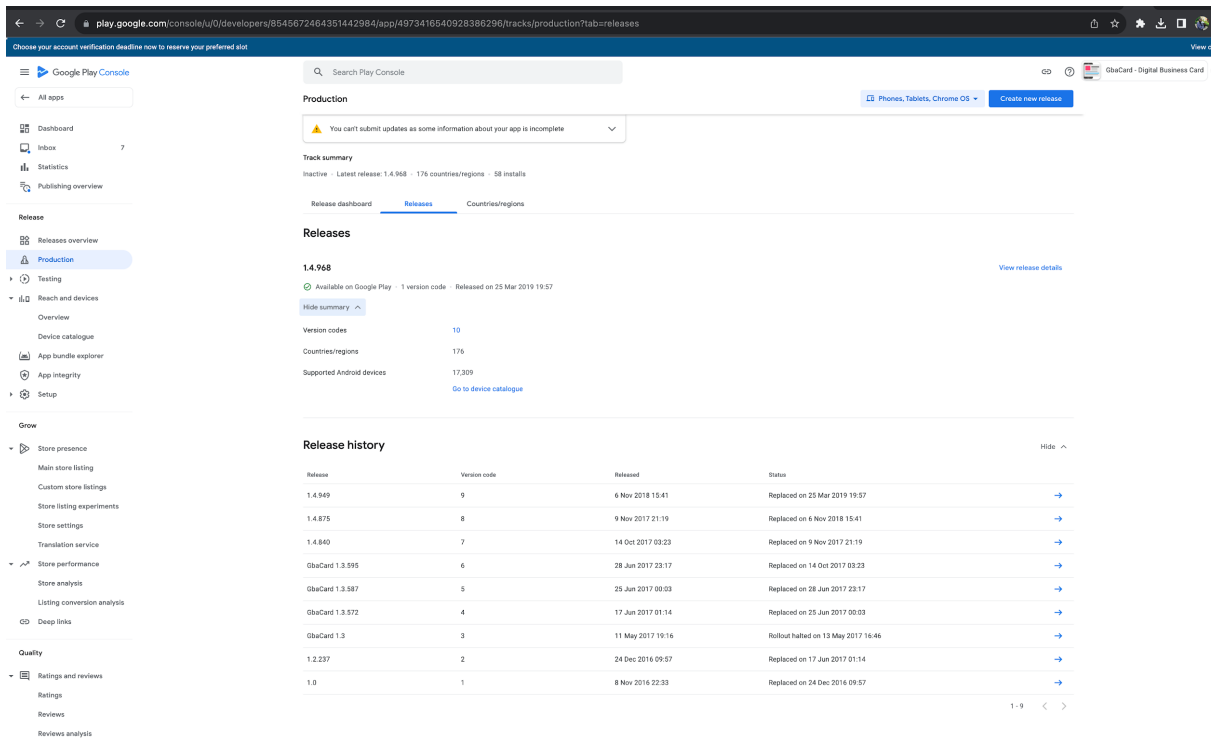 play.google.com/console/u/0/developers/8545672464351442984/app/4973416540928386296/tracks/production?tab=releases
Choose your account verification deadline now to reserve your preferred slot
View
Google Play Console
Search Play Console
GbaCard - Digital Business Card
All apps
Production
Phones, Tablets, Chrome OS
Create new release
Dashboard
Inbox 7
Statistics
Publishing overview
You can't submit updates as some information about your app is incomplete
Track summary
Inactive · Latest release: 1.4.968 · 176 countries/regions · 58 installs
Release dashboard Releases Countries/regions
Release
Releases overview
Production
Testing
Reach and devices
Overview
Device catalogue
App bundle explorer
App integrity
Setup
Releases
1.4.968
View release details
Available on Google Play · 1 version code · Released on 25 Mar 2019 19:57
Hide summary
Version codes 10
Countries/regions 176
Supported Android devices 17,309
Go to device catalogue
Grow
Store presence
Main store listing
Custom store listings
Store listing experiments
Store settings
Translation service
Store performance
Store analysis
Listing conversion analysis
Deep links
Quality
Ratings and reviews
Ratings
Reviews
Reviews analysis
Release history
Hide
Release Version code Released Status
1.4.949 9 6 Nov 2018 15:41 Replaced on 25 Mar 2019 19:57
1.4.875 8 9 Nov 2017 21:19 Replaced on 6 Nov 2018 15:41
1.4.840 7 14 Oct 2017 03:23 Replaced on 9 Nov 2017 21:19
GbaCard 1.3.595 6 28 Jun 2017 23:17 Replaced on 14 Oct 2017 03:23
GbaCard 1.3.587 5 25 Jun 2017 00:03 Replaced on 28 Jun 2017 23:17
GbaCard 1.3.572 4 17 Jun 2017 01:14 Replaced on 25 Jun 2017 00:03
GbaCard 1.3 3 11 May 2017 19:16 Rollout halted on 13 May 2017 16:46
1.2.237 2 24 Dec 2016 09:57 Replaced on 17 Jun 2017 01:14
1.0 1 8 Nov 2016 22:33 Replaced on 24 Dec 2016 09:57
1 - 9